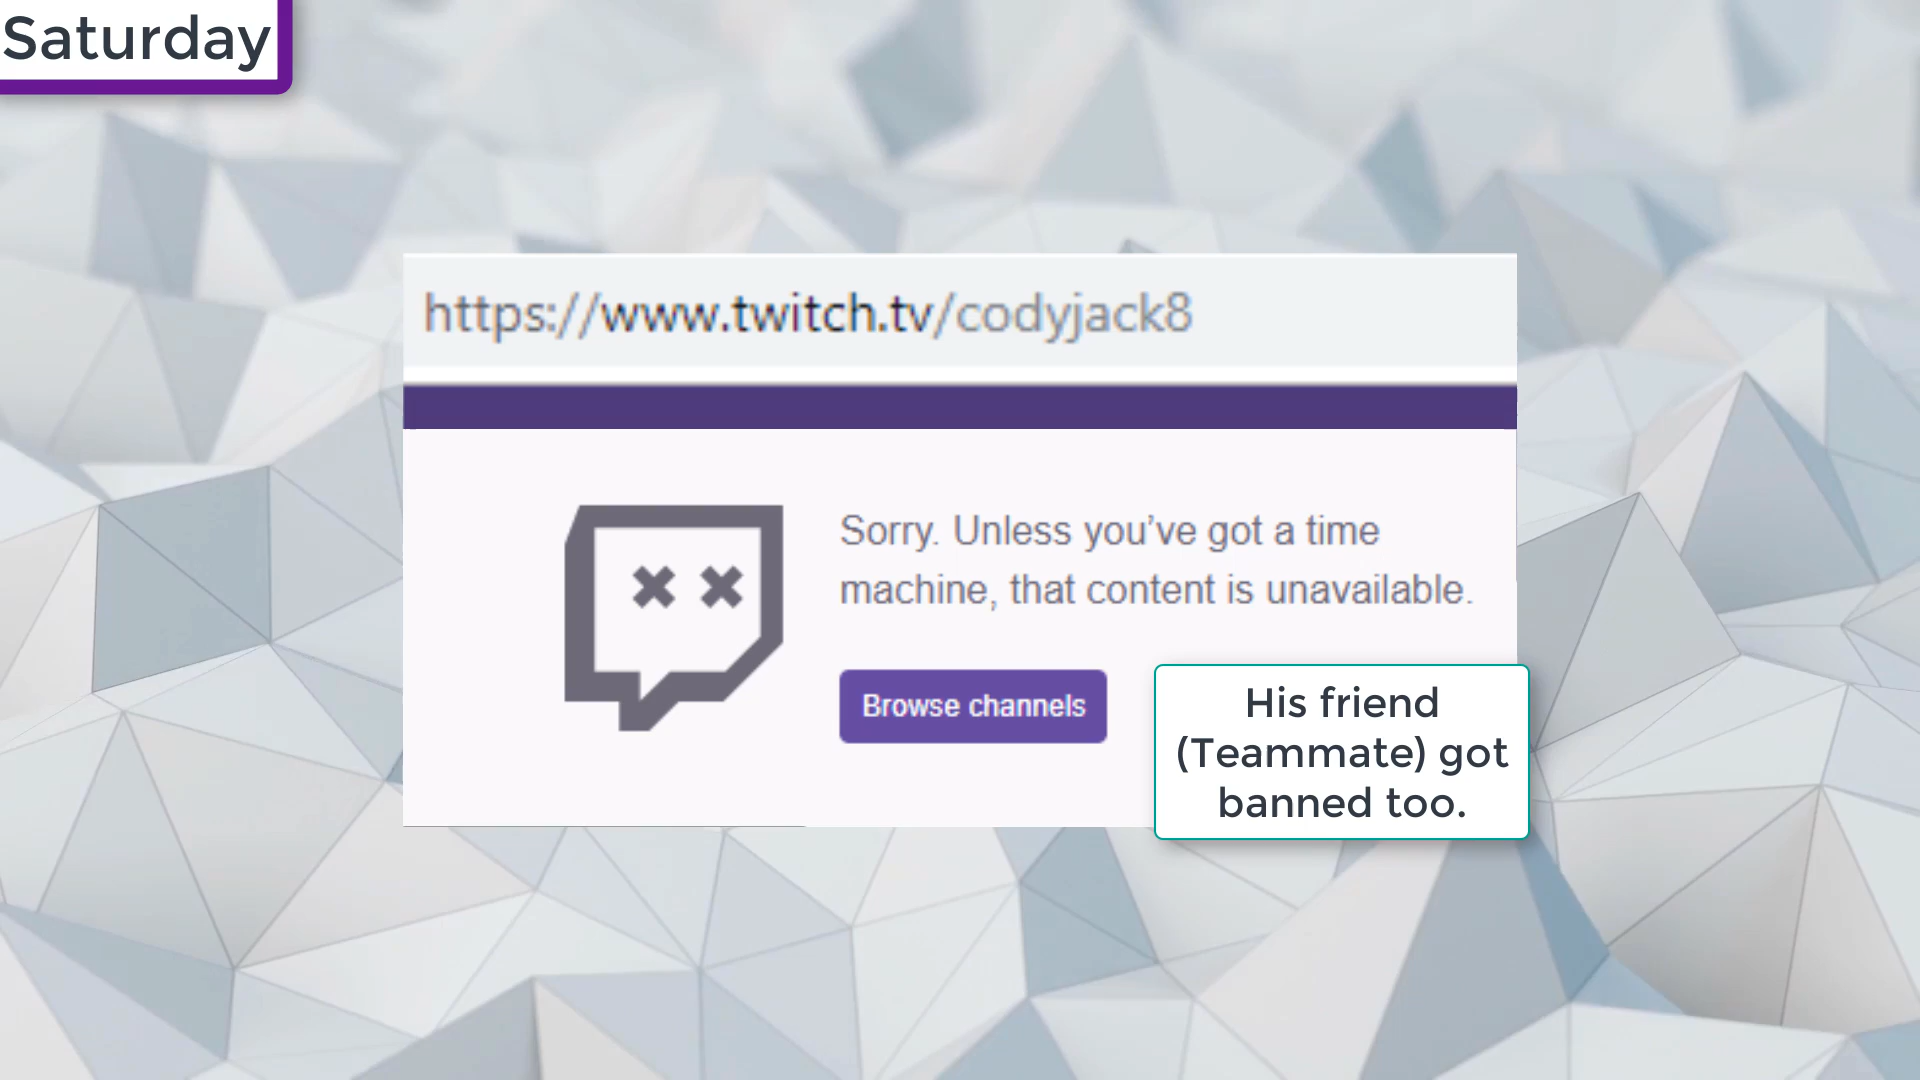 Saturday
https://www.twitch.tv/codyjack8
Sorry. Unless you’ve got a time
machine, that content is unavailable.
Browse channels
His friend
(Teammate) got
banned too.